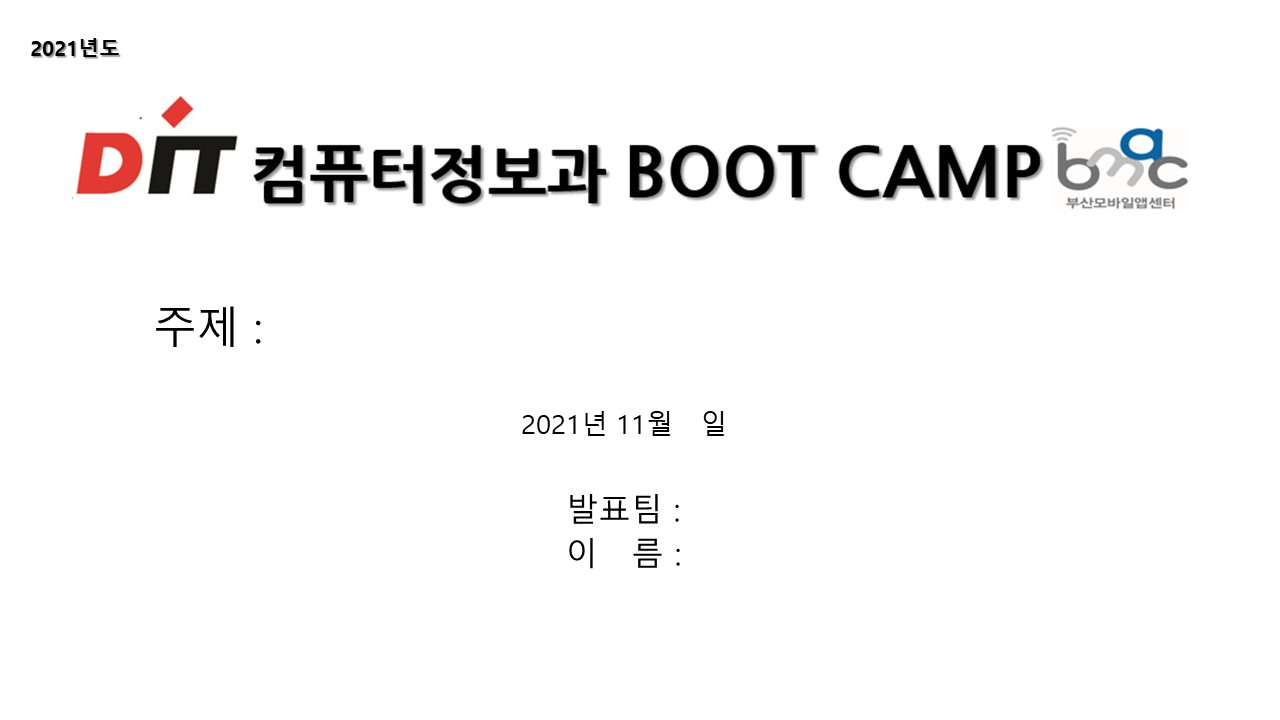 2021년도
DIT 컴퓨터정보과 BOOT CAMP bmac
부산모바일앱센터
주제 :
2021년 11월 일
발표팀 :
이 름 :